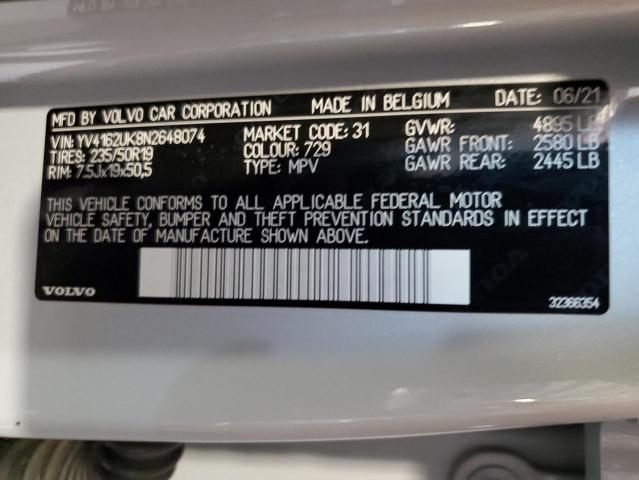 MFD BY VOLVO CAR CORPORATION MADE IN BELGIUM DATE: 06/21
VIN: YV4162UK8N2648074 MARKET CODE: 31 GVWR: 4895 LB
TIRES: 235/50R19 COLOUR: 729 GAWR FRONT: 2580 LB
RIM: 7.5Jx19x50,5 TYPE: MPV GAWR REAR: 2445 LB
THIS VEHICLE CONFORMS TO ALL APPLICABLE FEDERAL MOTOR
VEHICLE SAFETY, BUMPER AND THEFT PREVENTION STANDARDS IN EFFECT
ON THE DATE OF MANUFACTURE SHOWN ABOVE.
VOLVO 32366354